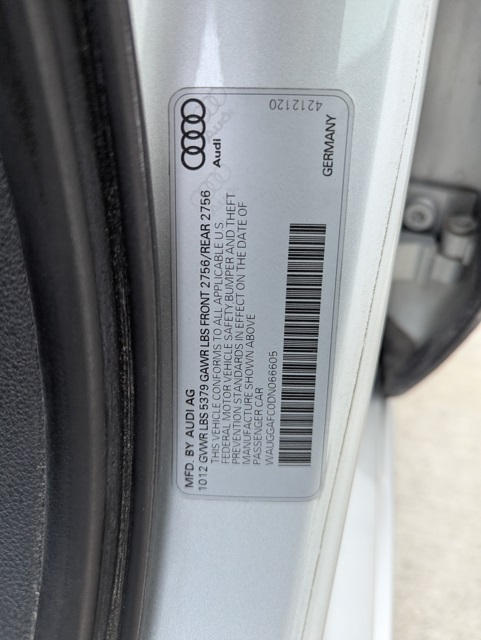 Audi
MFD. BY AUDI AG
1012 GVWR LBS 5379 GAWR LBS FRONT 2756/REAR 2756
THIS VEHICLE CONFORMS TO ALL APPLICABLE U.S.
FEDERAL MOTOR VEHICLE SAFETY, BUMPER AND THEFT
PREVENTION STANDARDS IN EFFECT ON THE DATE OF
MANUFACTURE SHOWN ABOVE
PASSENGER CAR
WAUGGAFC0DN066605
GERMANY
4212120